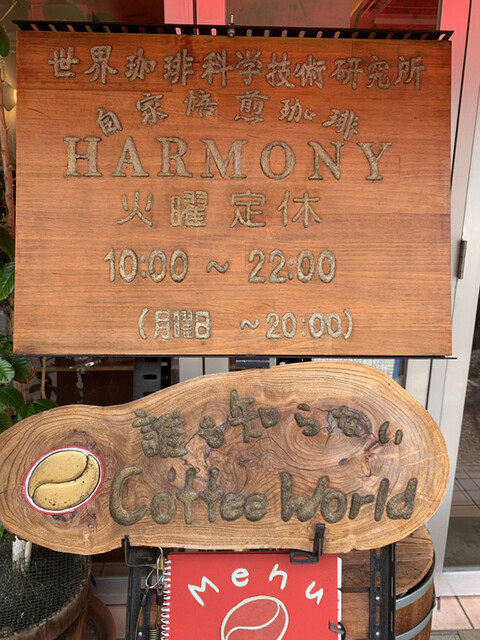 世界珈琲科学技術研究所
自家焙煎珈琲
HARMONY
火曜定休
10:00 ~ 22:00
(月曜日 ~20:00)
誰も知らない
Coffee World
Menu